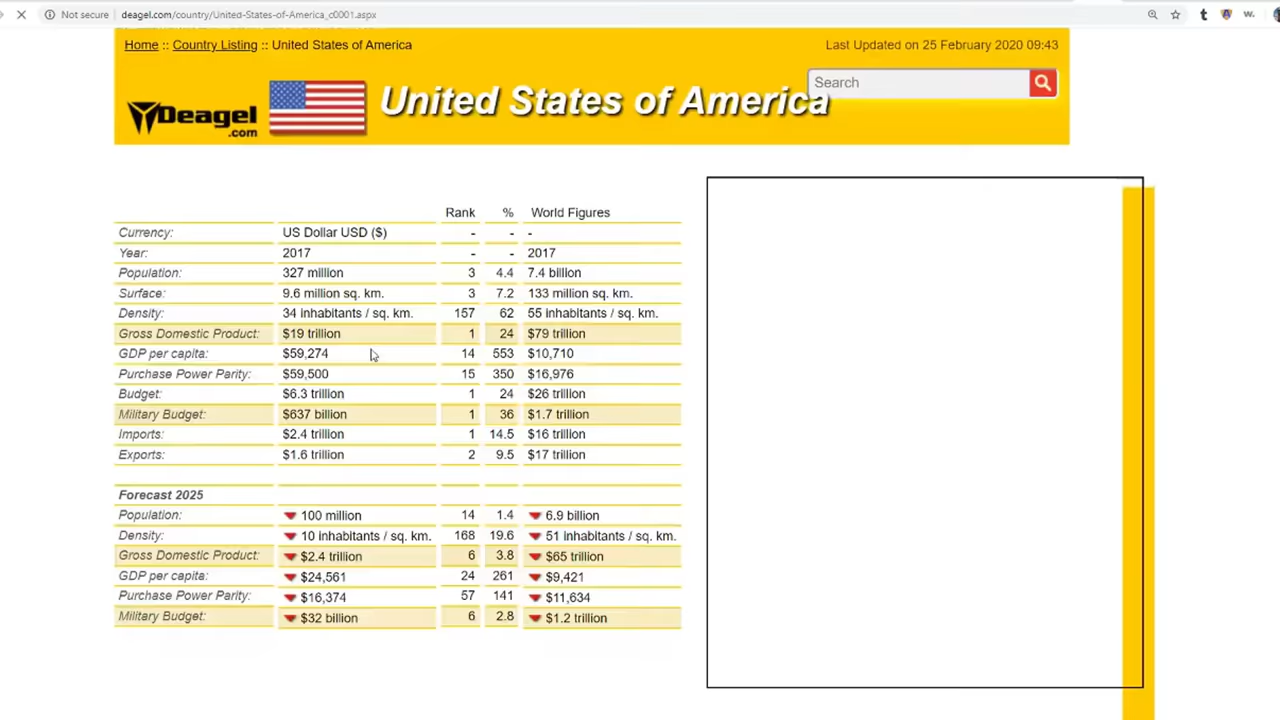 Not secure deagel.com/country/United-States-of-America_c0001.aspx t w.
Home :: Country Listing :: United States of America Last Updated on 25 February 2020 09:43
Search
Deagel .com United States of America
Rank % World Figures
Currency: US Dollar USD ($) - - -
Year: 2017 - - 2017
Population: 327 million 3 4.4 7.4 billion
Surface: 9.6 million sq. km. 3 7.2 133 million sq. km.
Density: 34 inhabitants / sq. km. 157 62 55 inhabitants / sq. km.
Gross Domestic Product: $19 trillion 1 24 $79 trillion
GDP per capita: $59,274 14 553 $10,710
Purchase Power Parity: $59,500 15 350 $16,976
Budget: $6.3 trillion 1 24 $26 trillion
Military Budget: $637 billion 1 36 $1.7 trillion
Imports: $2.4 trillion 1 14.5 $16 trillion
Exports: $1.6 trillion 2 9.5 $17 trillion
Forecast 2025
Population: 100 million 14 1.4 6.9 billion
Density: 10 inhabitants / sq. km. 168 19.6 51 inhabitants / sq. km.
Gross Domestic Product: $2.4 trillion 6 3.8 $65 trillion
GDP per capita: $24,561 24 261 $9,421
Purchase Power Parity: $16,374 57 141 $11,634
Military Budget: $32 billion 6 2.8 $1.2 trillion